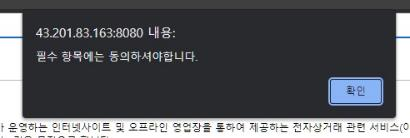 43.201.83.163:8080 내용:
필수 항목에는 동의하셔야합니다.
확인
운영하는 인터넷사이트 및 오프라인 영업장을 통하여 제공하는 전자상거래 관련 서비스(이